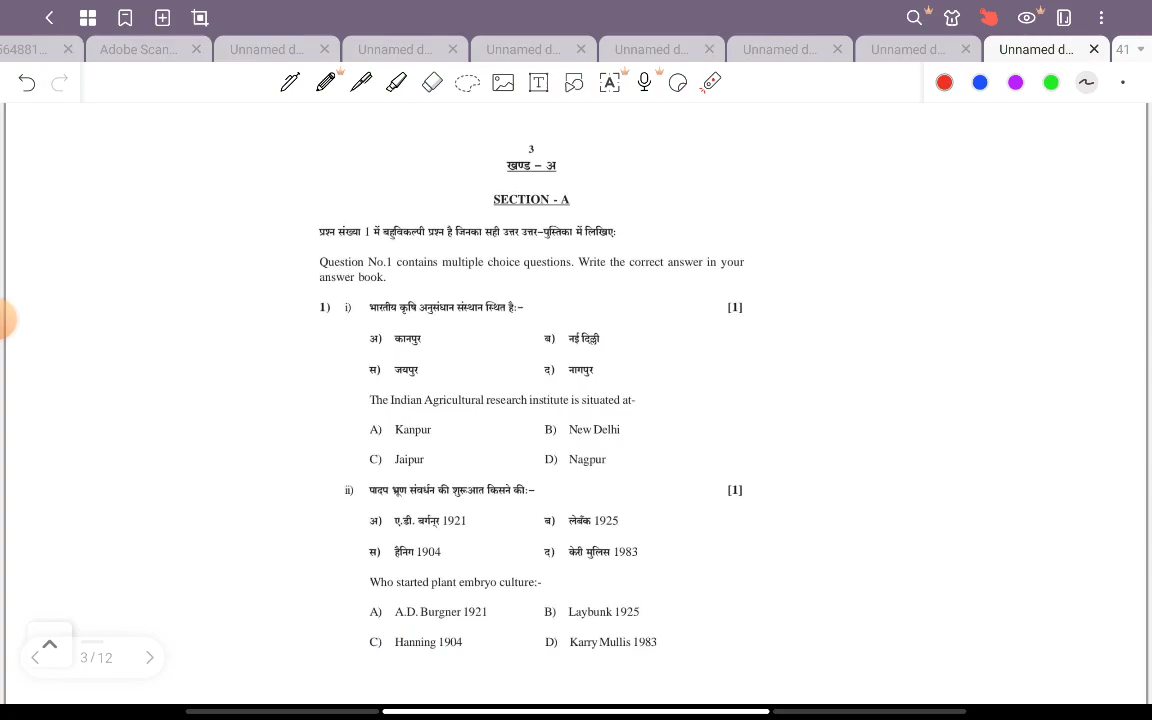 564881...
Adobe Scan...
Unnamed d...
Unnamed d...
Unnamed d...
Unnamed d...
Unnamed d...
Unnamed d...
Unnamed d...
41
3
खण्ड – अ
SECTION - A
प्रश्न संख्या 1 में बहुविकल्पी प्रश्न है जिनका सही उत्तर उत्तर-पुस्तिका में लिखिए:
Question No.1 contains multiple choice questions. Write the correct answer in your
answer book.
1) i) भारतीय कृषि अनुसंधान संस्थान स्थित है:– [1]
अ) कानपुर ब) नई दिल्ली
स) जयपुर द) नागपुर
The Indian Agricultural research institute is situated at-
A) Kanpur B) New Delhi
C) Jaipur D) Nagpur
ii) पादप भ्रूण संवर्धन की शुरूआत किसने की:– [1]
अ) ए.डी. बर्गनर् 1921 ब) लेबँक 1925
स) हैनिग 1904 द) केरी मुलिस 1983
Who started plant embryo culture:-
A) A.D. Burgner 1921 B) Laybunk 1925
C) Hanning 1904 D) Karry Mullis 1983
3/12